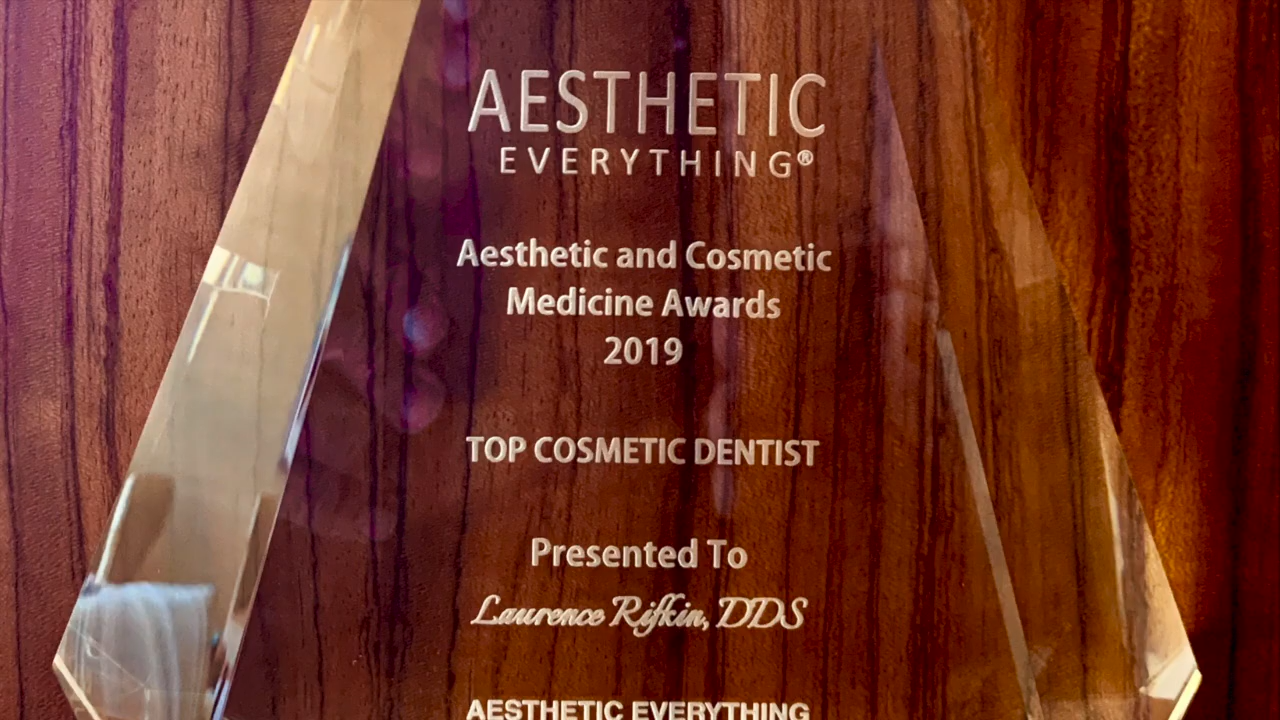 AESTHETIC
EVERYTHING®
Aesthetic and Cosmetic
Medicine Awards
2019
TOP COSMETIC DENTIST
Presented To
Laurence Rifkin, DDS
AESTHETIC EVERYTHING